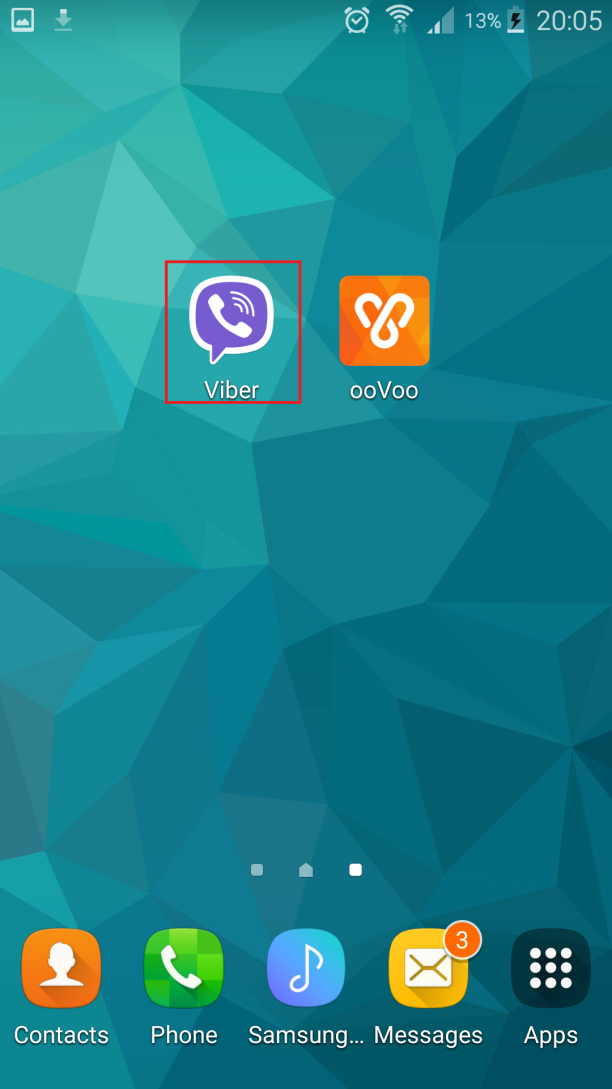 13% 20:05
Viber ooVoo
3
Contacts Phone Samsung... Messages Apps